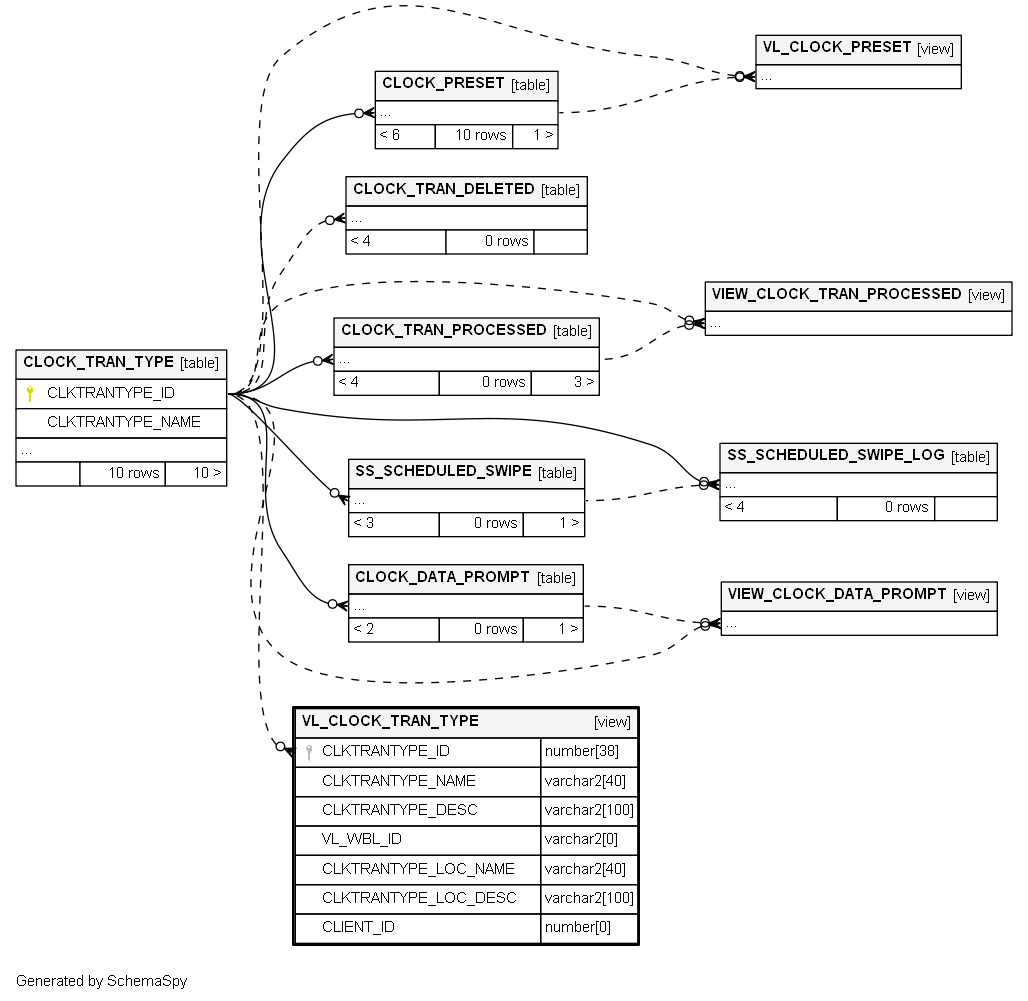 VL_CLOCK_PRESET [view]
...
CLOCK_PRESET [table]
...
< 6 10 rows 1 >
CLOCK_TRAN_DELETED [table]
...
< 4 0 rows
VIEW_CLOCK_TRAN_PROCESSED [view]
...
CLOCK_TRAN_PROCESSED [table]
...
< 4 0 rows 3 >
CLOCK_TRAN_TYPE [table]
CLKTRANTYPE_ID
CLKTRANTYPE_NAME
...
10 rows 10 >
SS_SCHEDULED_SWIPE_LOG [table]
...
< 4 0 rows
SS_SCHEDULED_SWIPE [table]
...
< 3 0 rows 1 >
CLOCK_DATA_PROMPT [table]
...
< 2 0 rows 1 >
VIEW_CLOCK_DATA_PROMPT [view]
...
VL_CLOCK_TRAN_TYPE [view]
CLKTRANTYPE_ID number[38]
CLKTRANTYPE_NAME varchar2[40]
CLKTRANTYPE_DESC varchar2[100]
VL_WBL_ID varchar2[0]
CLKTRANTYPE_LOC_NAME varchar2[40]
CLKTRANTYPE_LOC_DESC varchar2[100]
CLIENT_ID number[0]
Generated by SchemaSpy